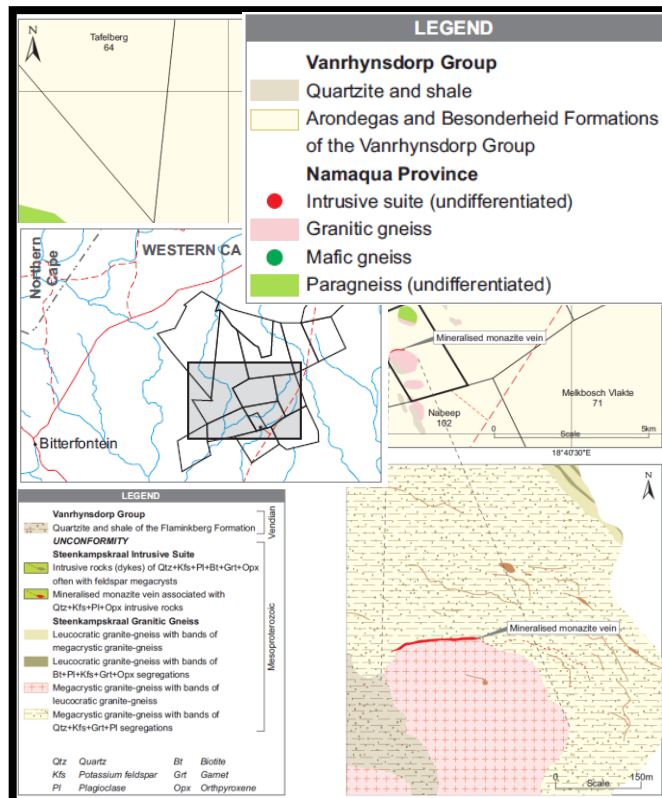 N
Tafelberg
64
LEGEND
Vanrhynsdorp Group
Quartzite and shale
Arondegas and Besonderheid Formations
of the Vanrhynsdorp Group
Namaqua Province
Intrusive suite (undifferentiated)
Granitic gneiss
Mafic gneiss
Paragneiss (undifferentiated)
Northern
Cape
WESTERN CA
Bitterfontein
Mineralised monazite vein
Melkbosch Vlakte
71
Nabeep
102
0
Scale
5km
18°40'30"E
LEGEND
Vanrhynsdorp Group
Quartzite and shale of the Flaminkberg Formation
Vendian
UNCONFORMITY
Steenkampskraal Intrusive Suite
Intrusive rocks (dykes) of Qtz+Kfs+Pl+Bt+Grt+Opx
often with feldspar megacrysts
Mineralised monazite vein associated with
Qtz+Kfs+Pl+Opx intrusive rocks
Steenkampskraal Granitic Gneiss
Leucocratic granite-gneiss with bands of
megacrystic granite-gneiss
Leucocratic granite-gneiss with bands of
Bt+Pl+Kfs+Grt+Opx segregations
Megacrystic granite-gneiss with bands of
leucocratic granite-gneiss
Megacrystic granite-gneiss with bands of
Qtz+Kfs+Grt+Pl segregations
Mesoproterozoic
Qtz Quartz Bt Biotite
Kfs Potassium feldspar Grt Garnet
Pl Plagioclase Opx Orthpyroxene
N
Mineralised monazite vein
0
Scale
150m